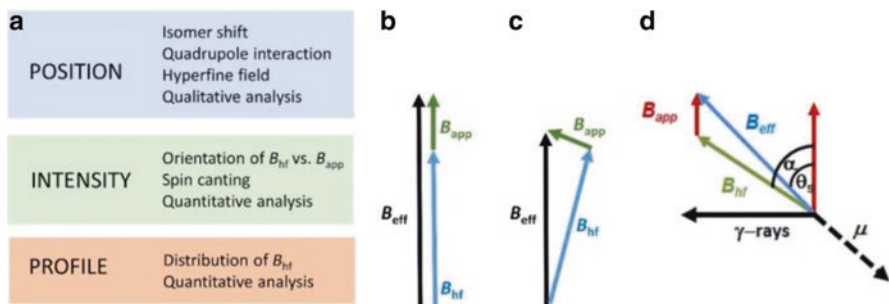 a
POSITION
Isomer shift
Quadrupole interaction
Hyperfine field
Qualitative analysis
INTENSITY
Orientation of Bhf vs. Bapp
Spin canting
Quantitative analysis
PROFILE
Distribution of Bhf
Quantitative analysis
b
Bapp
Beff
Bhf
c
Bapp
Beff
Bhf
d
Bapp
Beff
α
θs
Bhf
γ–rays
μ